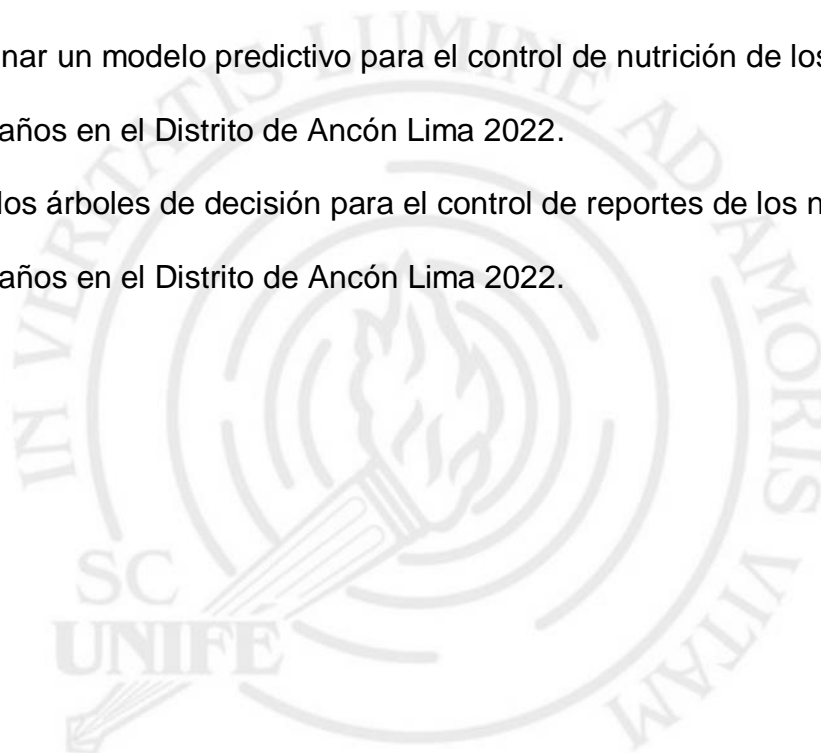 nar un modelo predictivo para el control de nutrición de los
años en el Distrito de Ancón Lima 2022.
los árboles de decisión para el control de reportes de los n
años en el Distrito de Ancón Lima 2022.
IN VERITATIS LUMINE AD AMORIS VITAM
SC
UNIFE